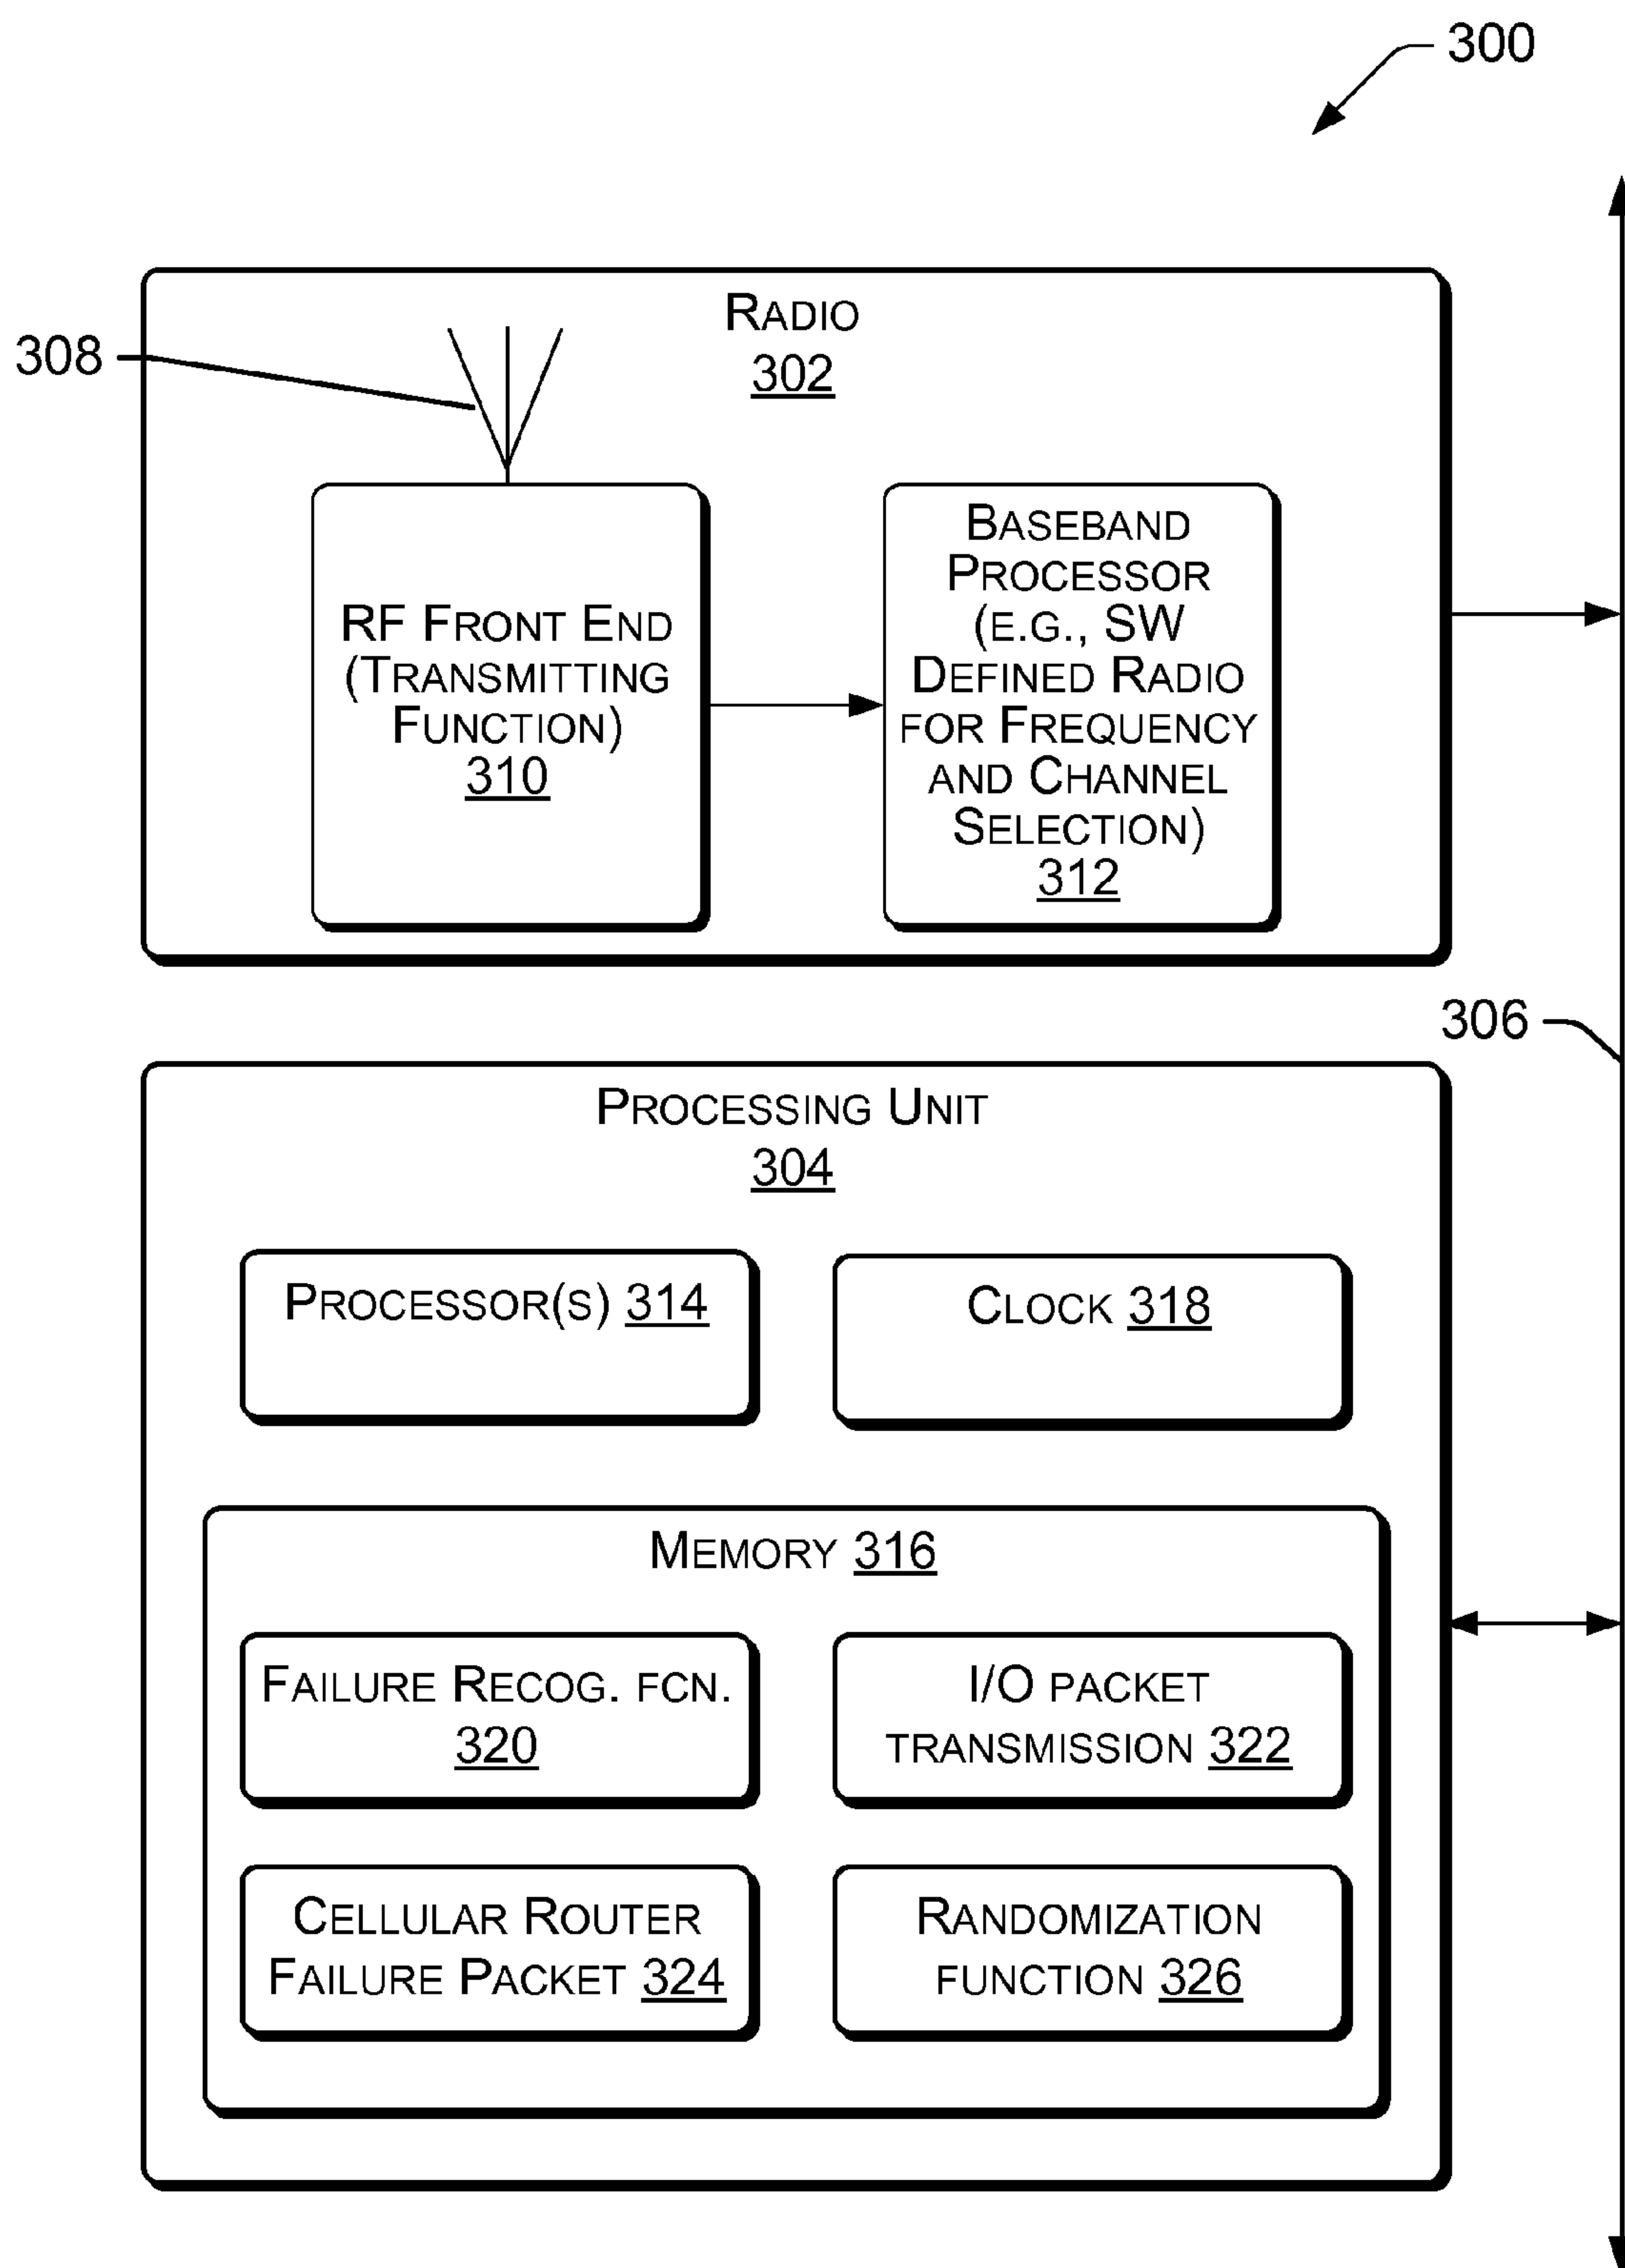 300
RADIO
302
308
RF FRONT END
(TRANSMITTING
FUNCTION)
310
BASEBAND
PROCESSOR
(E.G., SW
DEFINED RADIO
FOR FREQUENCY
AND CHANNEL
SELECTION)
312
306
PROCESSING UNIT
304
PROCESSOR(S) 314
CLOCK 318
MEMORY 316
FAILURE RECOG. FCN.
320
I/O PACKET
TRANSMISSION 322
CELLULAR ROUTER
FAILURE PACKET 324
RANDOMIZATION
FUNCTION 326